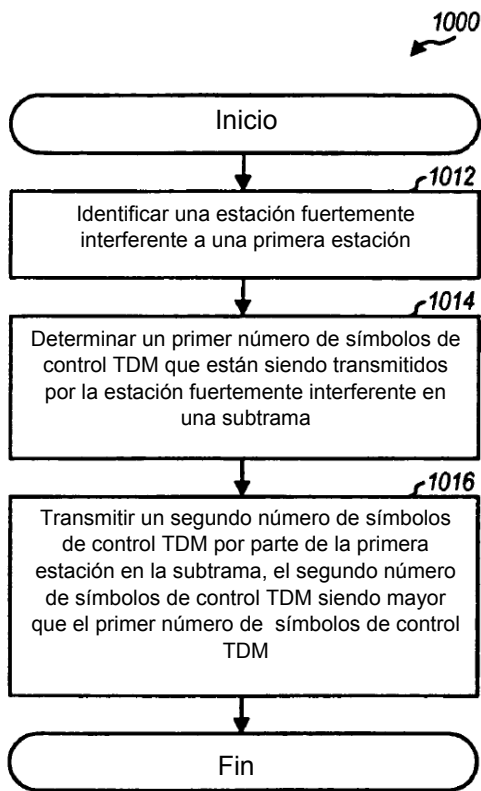 1000
Inicio
1012
Identificar una estación fuertemente
interferente a una primera estación
1014
Determinar un primer número de símbolos de
control TDM que están siendo transmitidos
por la estación fuertemente interferente en
una subtrama
1016
Transmitir un segundo número de símbolos
de control TDM por parte de la primera
estación en la subtrama, el segundo número
de símbolos de control TDM siendo mayor
que el primer número de símbolos de control
TDM
Fin